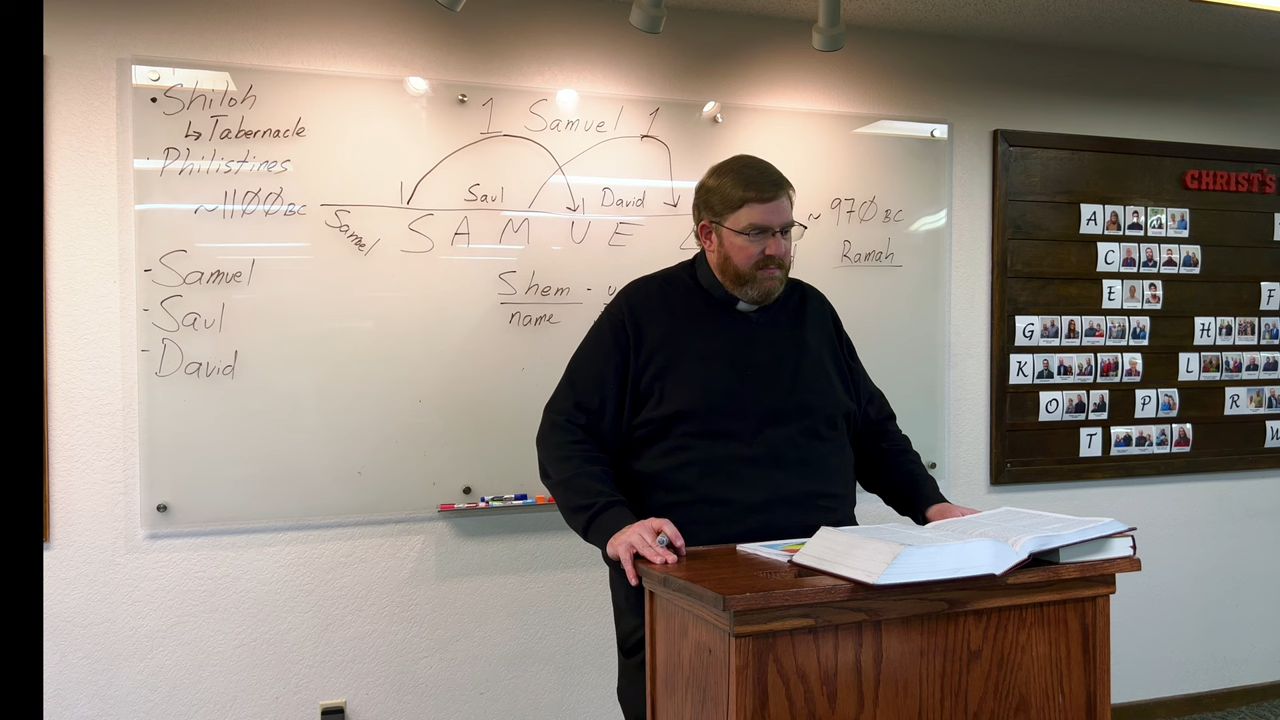 • Shiloh
↳ Tabernacle
· Philistines
~1100 BC
- Samuel
- Saul
- David
1 Samuel 1
Saul David
Samuel
S A M U E
Shem -
name
~ 970 BC
Ramah
CHRIST'S
A
C
E F
G H
K L
O P R
T W